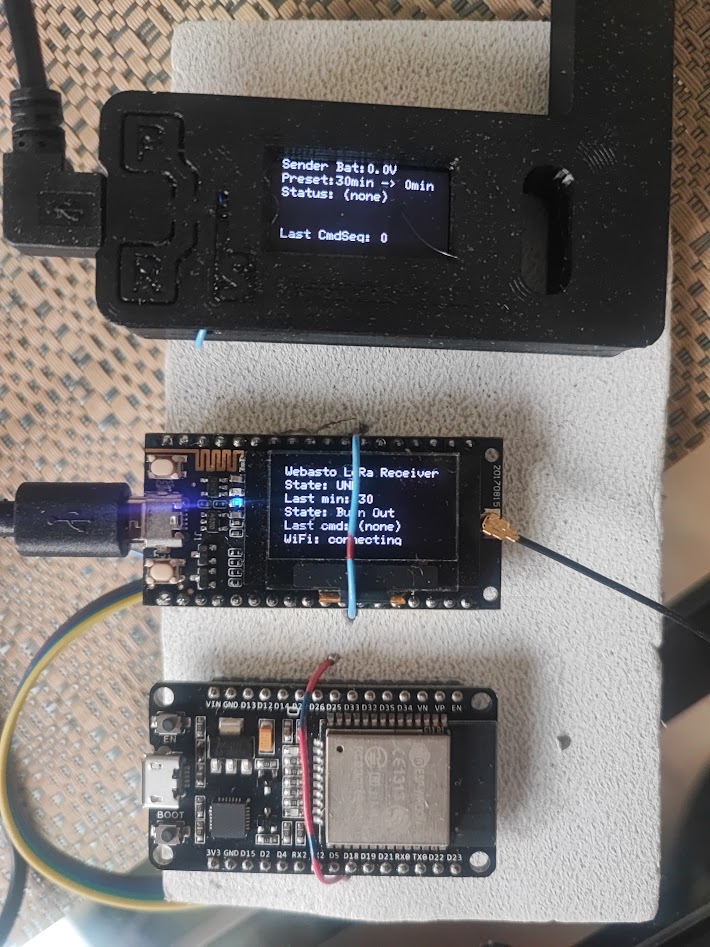 Sender Bat:0.0V
Preset:30min -> 0min
Status: (none)
Last CmdSeq: 0
20170815
Webasto LoRa Receiver
State:
Last min: 30
State: Burn Out
Last cmd: (none)
WiFi: connecting
VIN GND D13 D12 D14 D26 D25 D33 D32 D35 D34 VN VP EN
EN
BOOT
3V3 GND D15 D2 D4 RX2 D5 D18 D19 D21 RX0 TX0 D22 D23